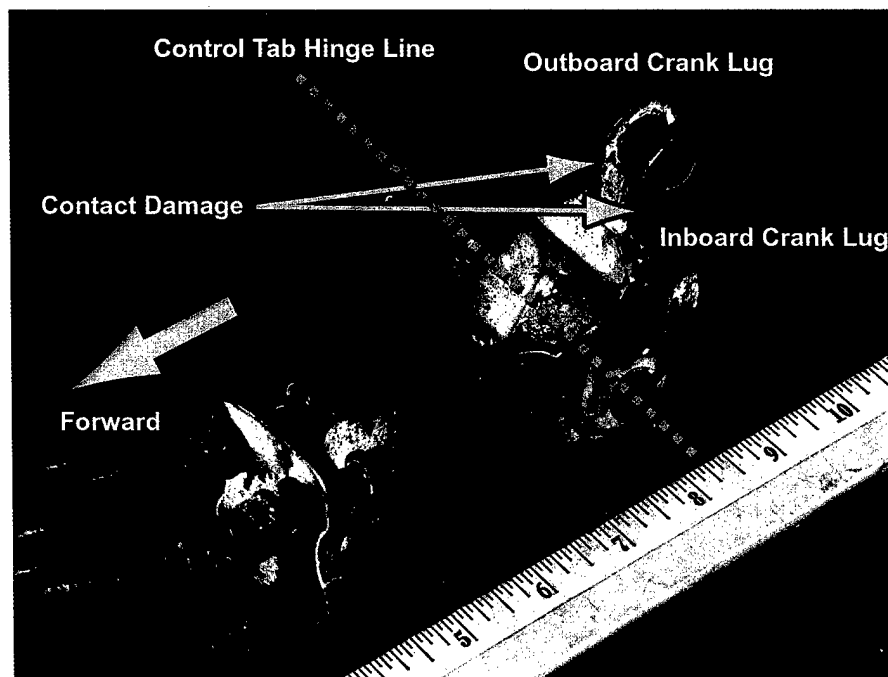 Control Tab Hinge Line
Outboard Crank Lug
Contact Damage
Inboard Crank Lug
Forward
5
6
7
8
9
10